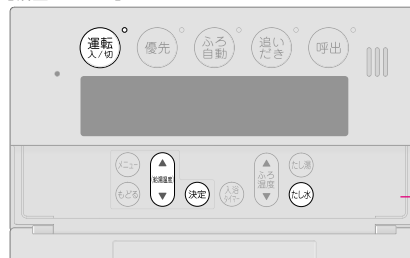 運転
入/切
優先
ふろ
自動
追い
だき
呼出
メニュー
▲
給湯温度
▼
もどる
決定
入浴
タイマー
▲
ふろ
温度
▼
たし湯
たし水